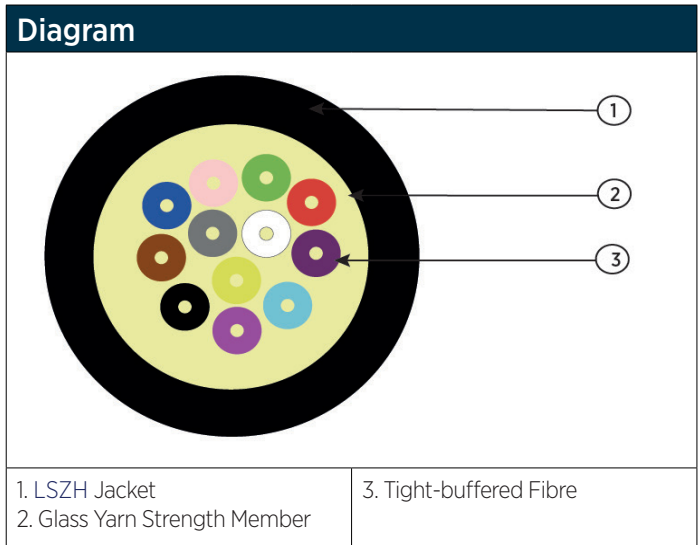 Diagram
1
2
3
1. LSZH Jacket
2. Glass Yarn Strength Member
3. Tight-buffered Fibre